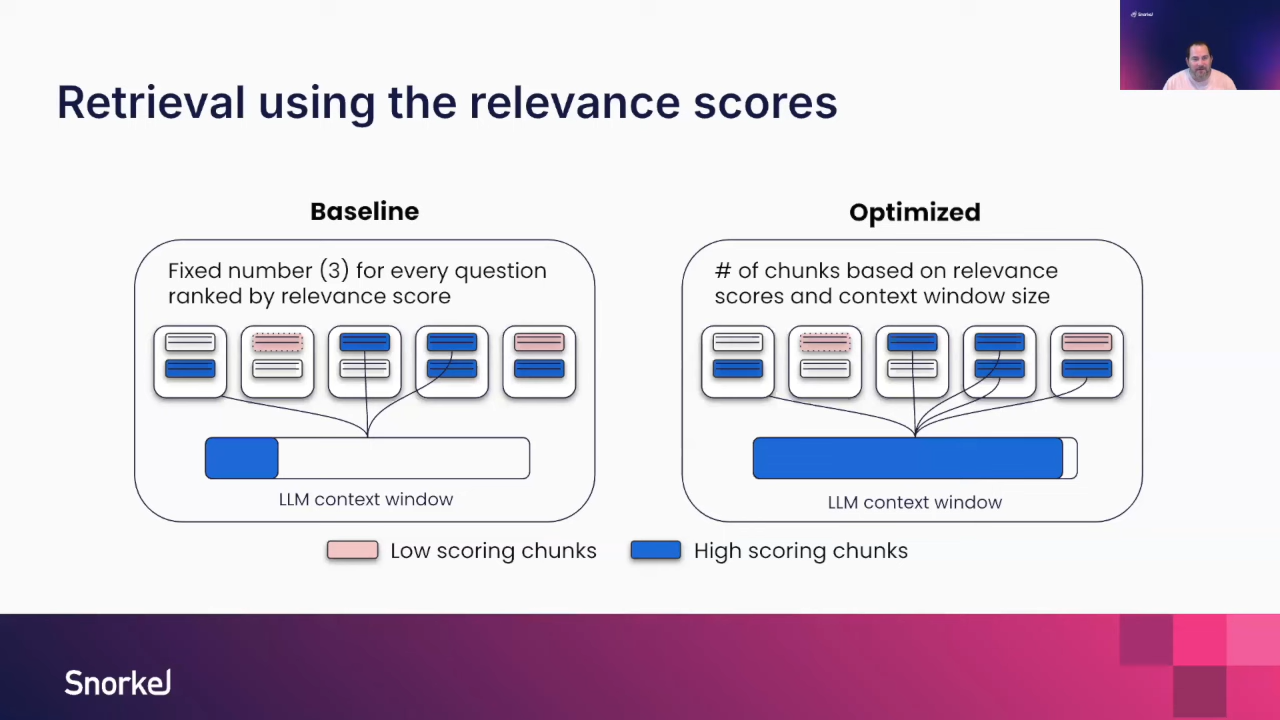 Snorkel
Retrieval using the relevance scores
Baseline
Fixed number (3) for every question
ranked by relevance score
LLM context window
Optimized
# of chunks based on relevance
scores and context window size
LLM context window
Low scoring chunks
High scoring chunks
Snorkel